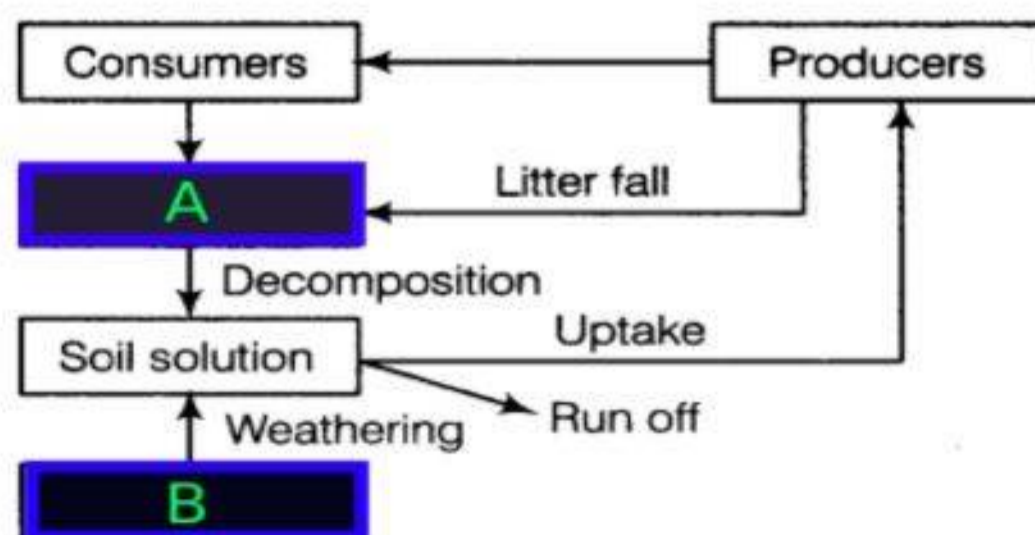 Consumers
Producers
A
Litter fall
Decomposition
Soil solution
Uptake
Run off
Weathering
B